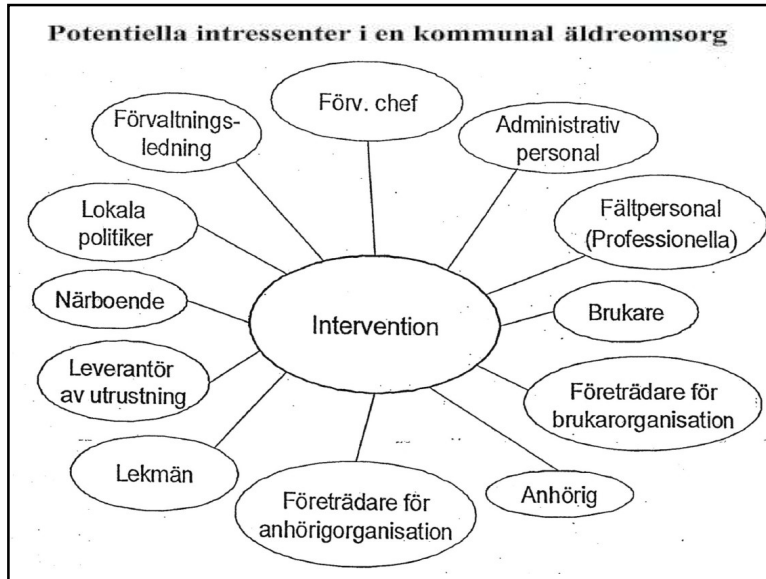 Potentiella intressenter i en kommunal äldreomsorg
Förv. chef
Förvaltnings-
ledning
Administrativ
personal
Lokala
politiker
Fältpersonal
(Professionella)
Närboende
Intervention
Brukare
Leverantör
av utrustning
Företrädare för
brukarorganisation
Lekmän
Företrädare för
anhörigorganisation
Anhörig